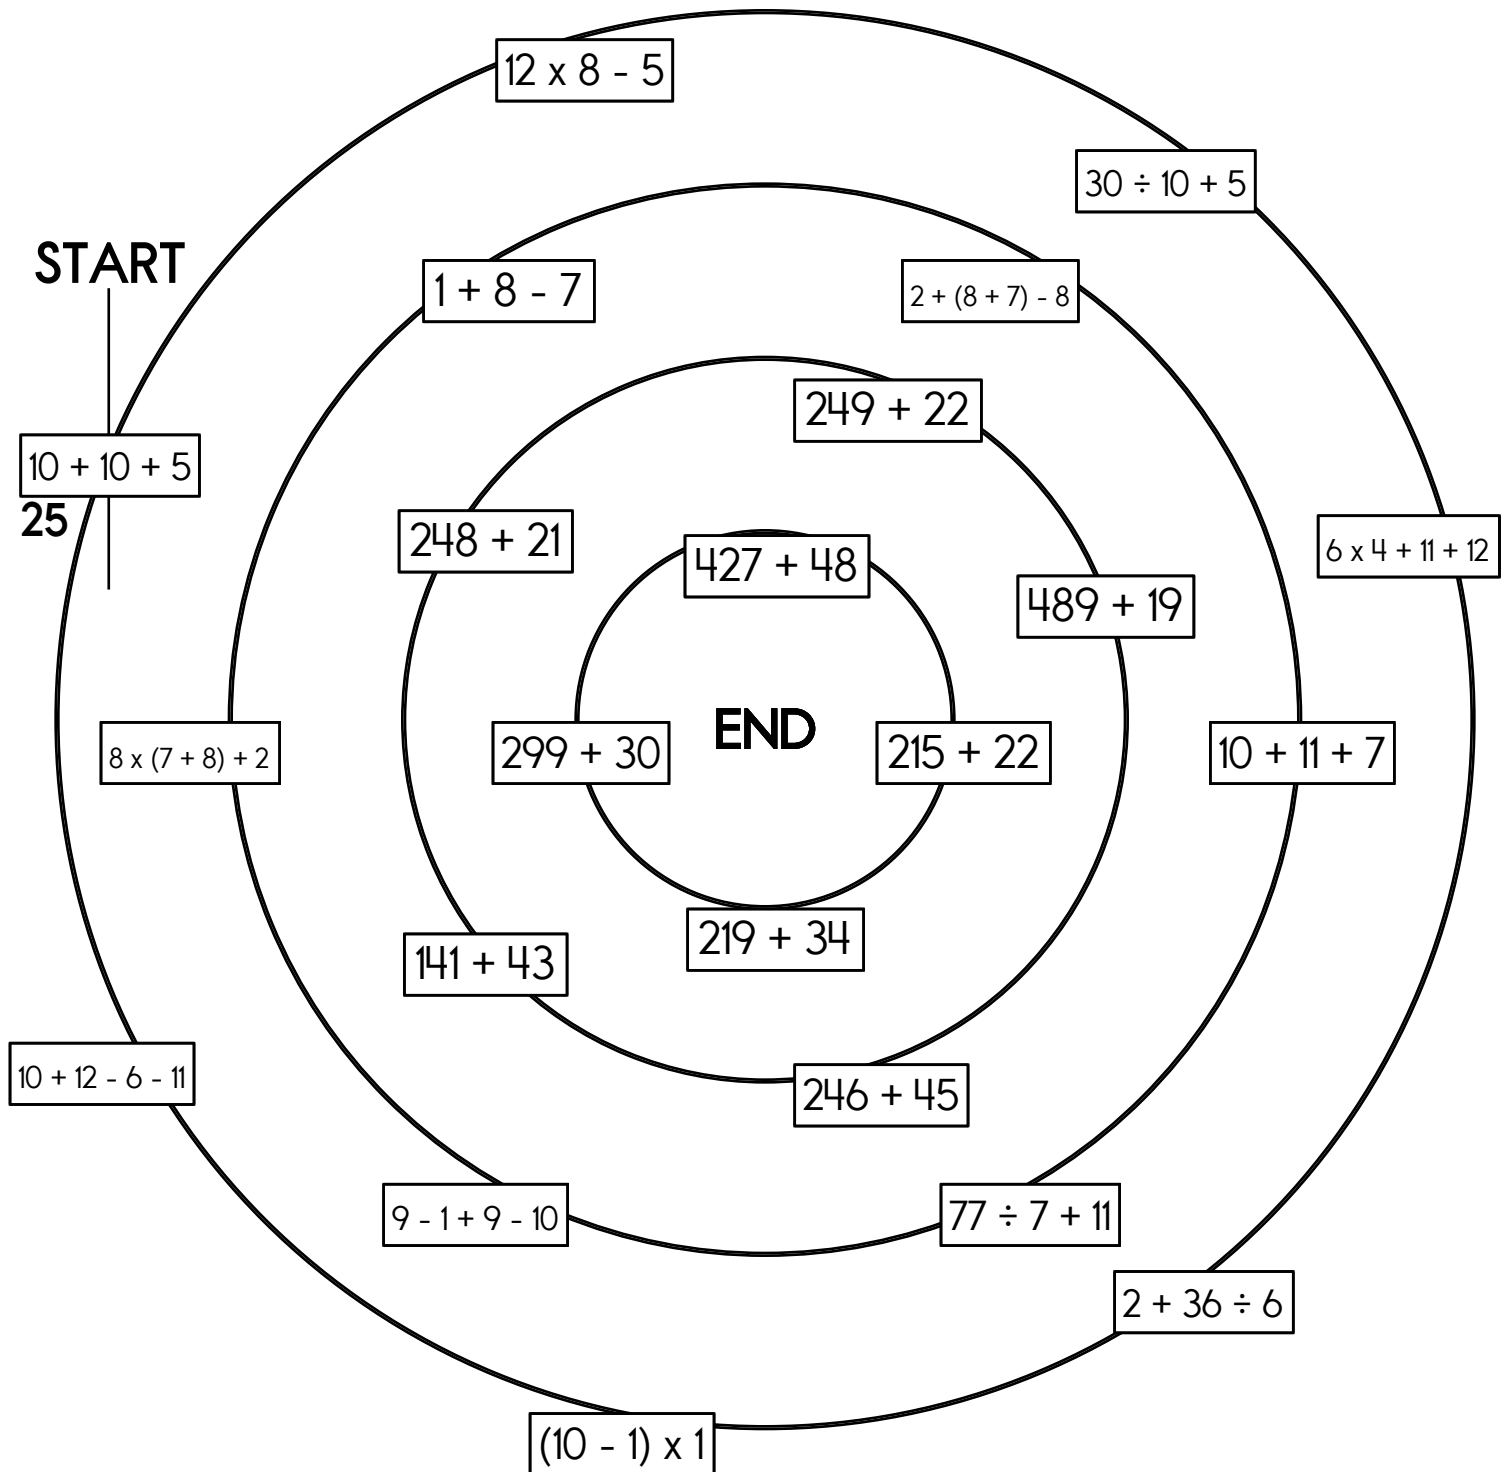 12 x 8 - 5
30 ÷ 10 + 5
START
1 + 8 - 7
2 + (8 + 7) - 8
249 + 22
10 + 10 + 5
25
248 + 21
427 + 48
6 x 4 + 11 + 12
489 + 19
END
8 x (7 + 8) + 2
299 + 30
215 + 22
10 + 11 + 7
219 + 34
141 + 43
10 + 12 - 6 - 11
246 + 45
9 - 1 + 9 - 10
77 ÷ 7 + 11
2 + 36 ÷ 6
(10 - 1) x 1